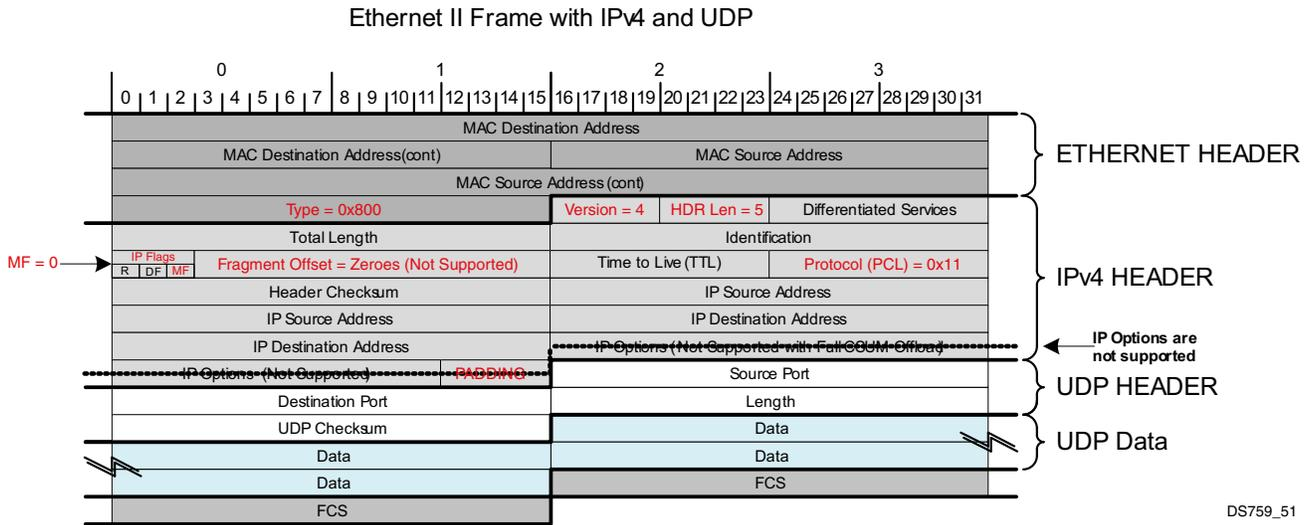 Ethernet II Frame with IPv4 and UDP
0 1 2 3
0 1 2 3 4 5 6 7 8 9 10 11 12 13 14 15 16 17 18 19 20 21 22 23 24 25 26 27 28 29 30 31
MAC Destination Address
MAC Destination Address(cont) MAC Source Address
ETHERNET HEADER
MAC Source Address (cont)
Type = 0x800 Version = 4 HDR Len = 5 Differentiated Services
Total Length Identification
MF = 0 IP Flags
R DF MF Fragment Offset = Zeroes (Not Supported) Time to Live (TTL) Protocol (PCL) = 0x11
IPv4 HEADER
Header Checksum IP Source Address
IP Source Address IP Destination Address
IP Destination Address IP Options (Not Supported with Full CSUM Offload)
IP Options are
not supported
IP Options (Not Supported) PADDING Source Port
UDP HEADER
Destination Port Length
UDP Checksum Data
UDP Data
Data Data
Data FCS
FCS
DS759_51